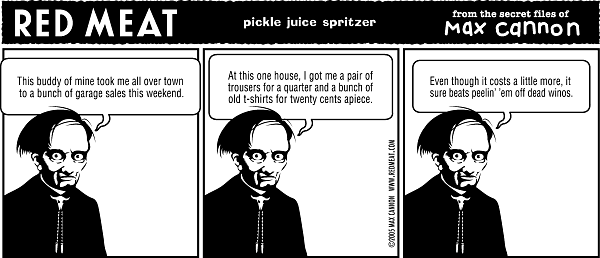 RED MEAT
pickle juice spritzer
from the secret files of
Max cannon
This buddy of mine took me all over town
to a bunch of garage sales this weekend.
At this one house, I got me a pair of
trousers for a quarter and a bunch of
old t-shirts for twenty cents apiece.
©2005 MAX CANNON WWW.REDMEAT.COM
Even though it costs a little more, it
sure beats peelin' 'em off dead winos.